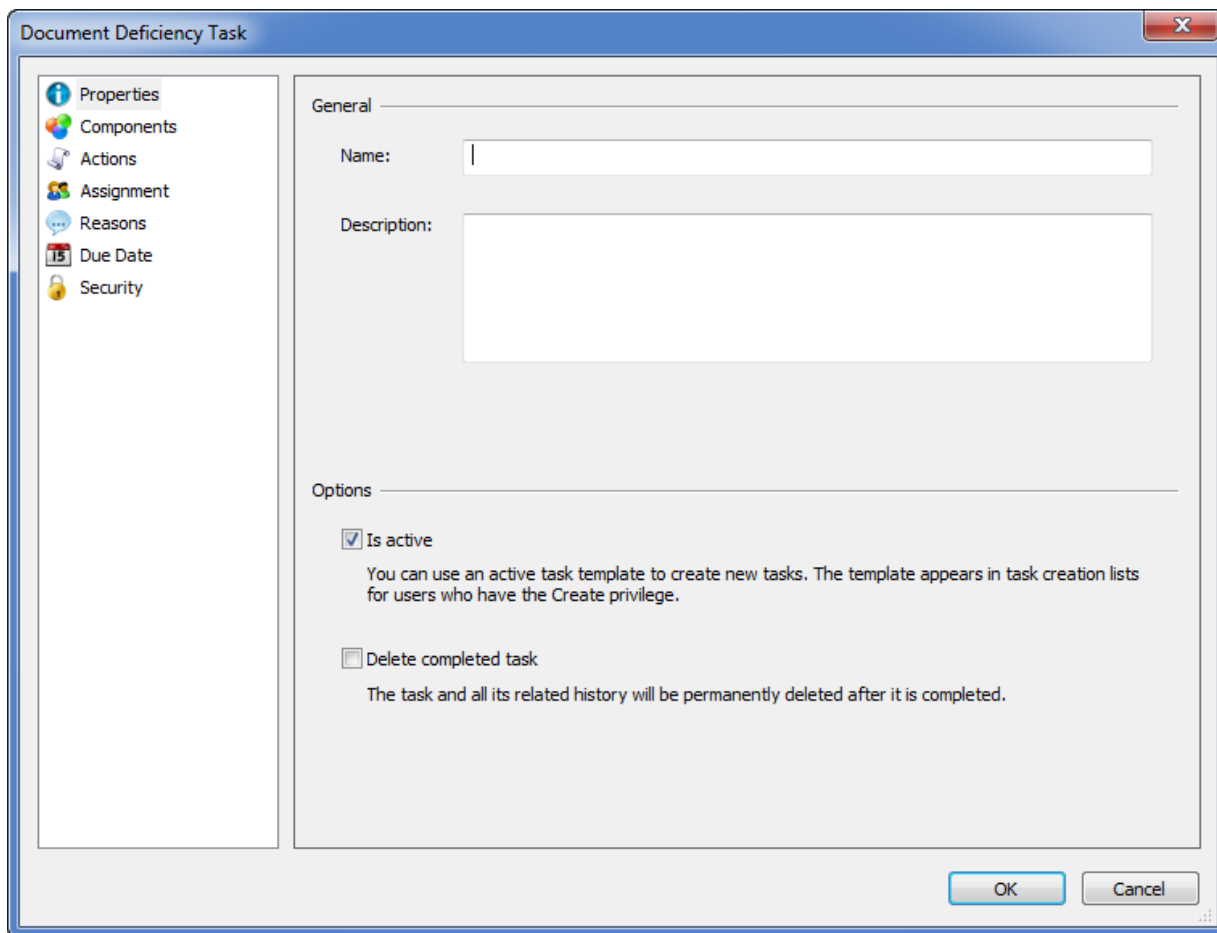 Document Deficiency Task
Properties
Components
Actions
Assignment
Reasons
15 Due Date
Security
General
Name:
Description:
Options
Is active
You can use an active task template to create new tasks. The template appears in task creation lists
for users who have the Create privilege.
Delete completed task
The task and all its related history will be permanently deleted after it is completed.
OK
Cancel